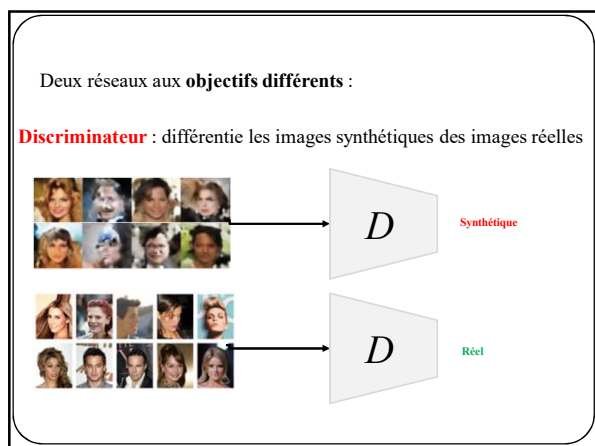 Deux réseaux aux objectifs différents :
Discriminateur : différentie les images synthétiques des images réelles
D
Synthétique
D
Réel